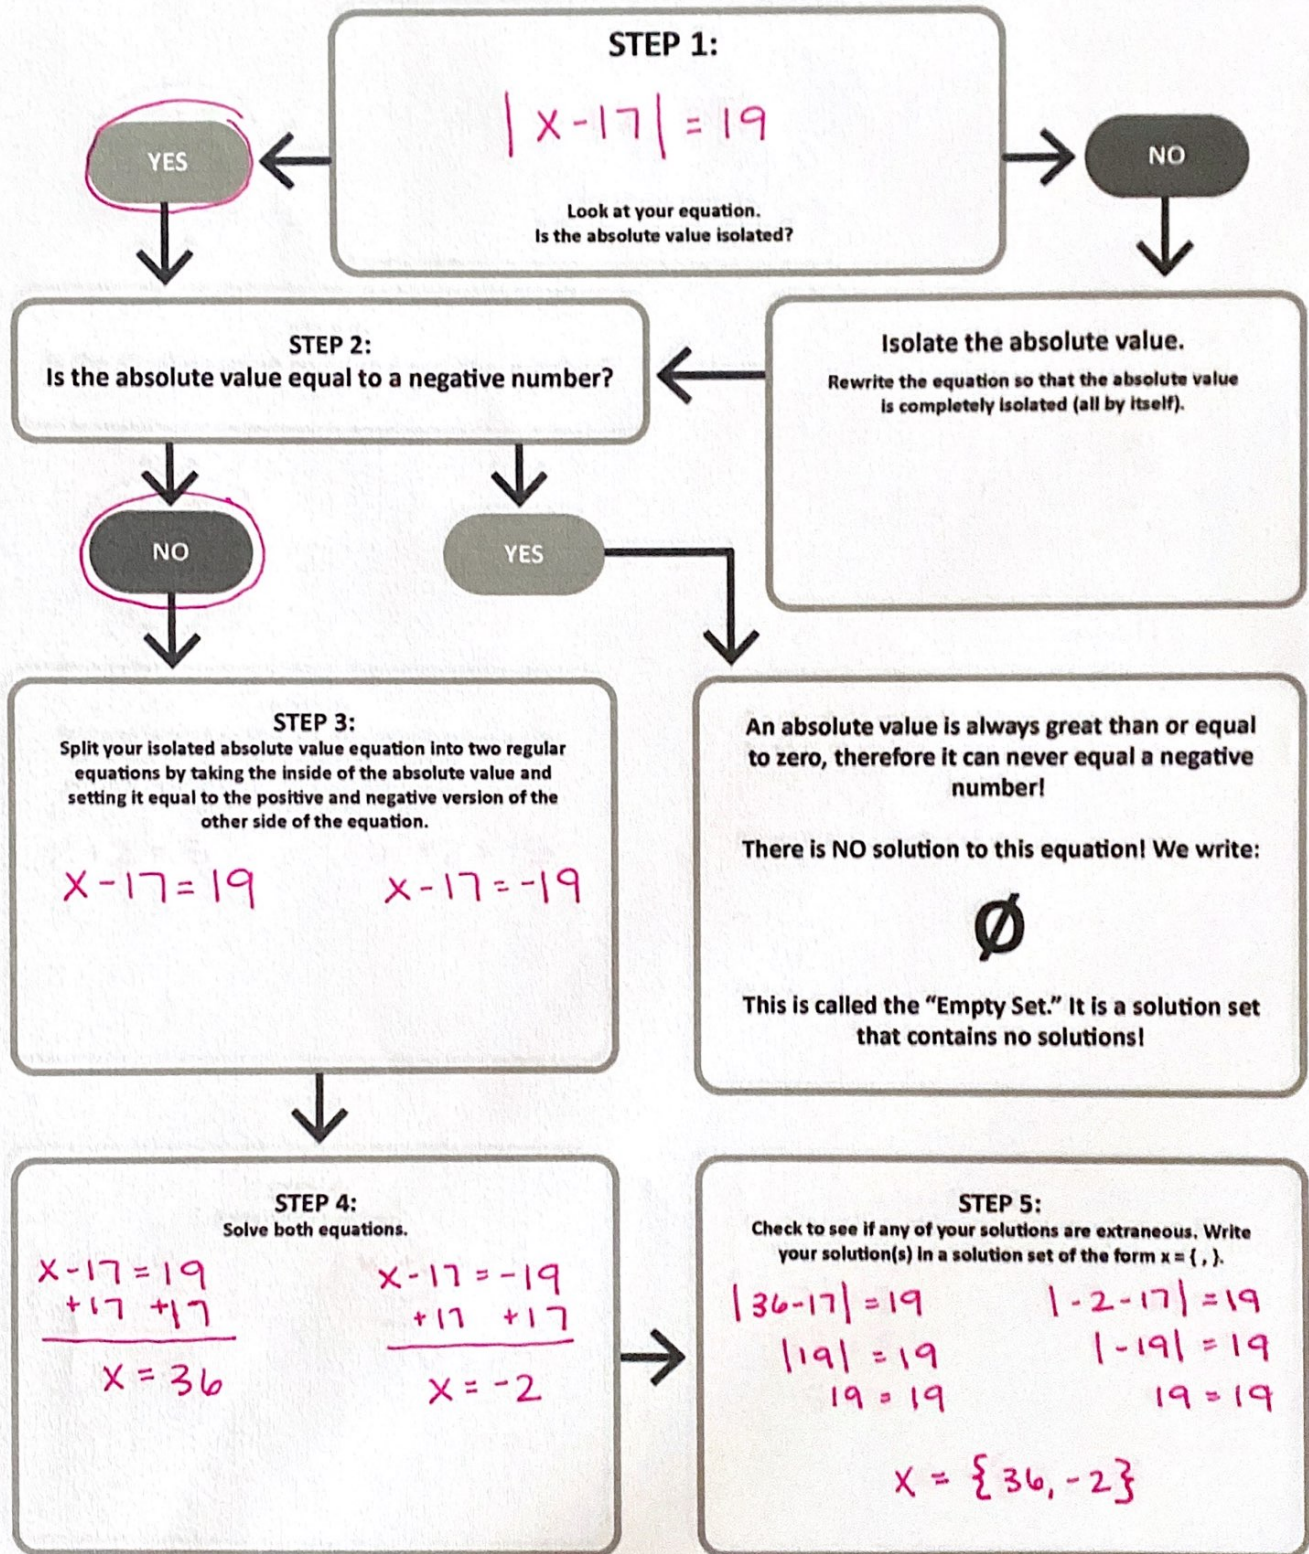 STEP 1:
|x-17| = 19
Look at your equation.
Is the absolute value isolated?
YES
NO
STEP 2:
Is the absolute value equal to a negative number?
Isolate the absolute value.
Rewrite the equation so that the absolute value
is completely isolated (all by itself).
NO
YES
STEP 3:
Split your isolated absolute value equation into two regular
equations by taking the inside of the absolute value and
setting it equal to the positive and negative version of the
other side of the equation.
x-17=19
x-17=-19
An absolute value is always great than or equal
to zero, therefore it can never equal a negative
number!
There is NO solution to this equation! We write:
Ø
This is called the “Empty Set.” It is a solution set
that contains no solutions!
STEP 4:
Solve both equations.
x-17=19
+17 +17
x = 36
x-17=-19
+17 +17
x = -2
STEP 5:
Check to see if any of your solutions are extraneous. Write
your solution(s) in a solution set of the form x = { , }.
|36-17| = 19
|19| = 19
19 = 19
|-2-17| = 19
|-19| = 19
19 = 19
x = {36, -2}